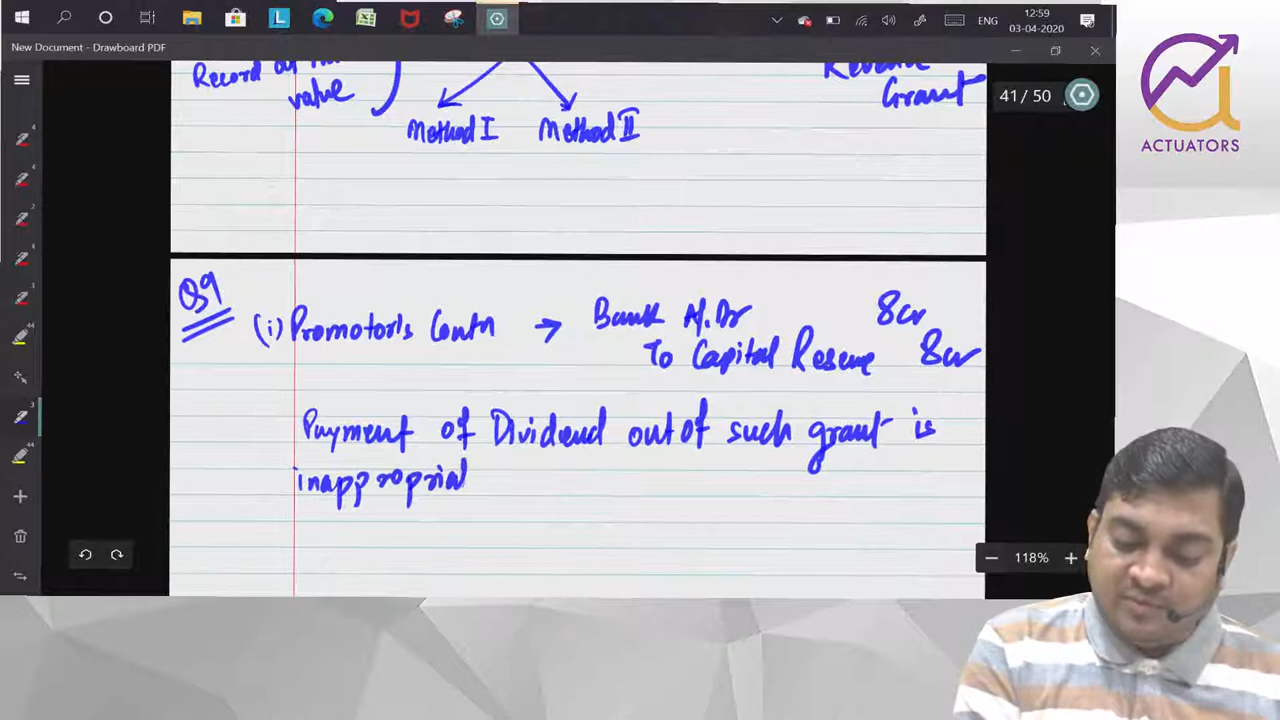 12:59
ENG
03-04-2020
New Document - Drawboard PDF
Record at
value
Grant
41 / 50
Method I Method II
ACTUATORS
Q9
(i) Promotor's Contn → Bank A/c. Dr 8cr
To Capital Reserve 8cr
Payment of Dividend out of such grant is
inappropriat
118%